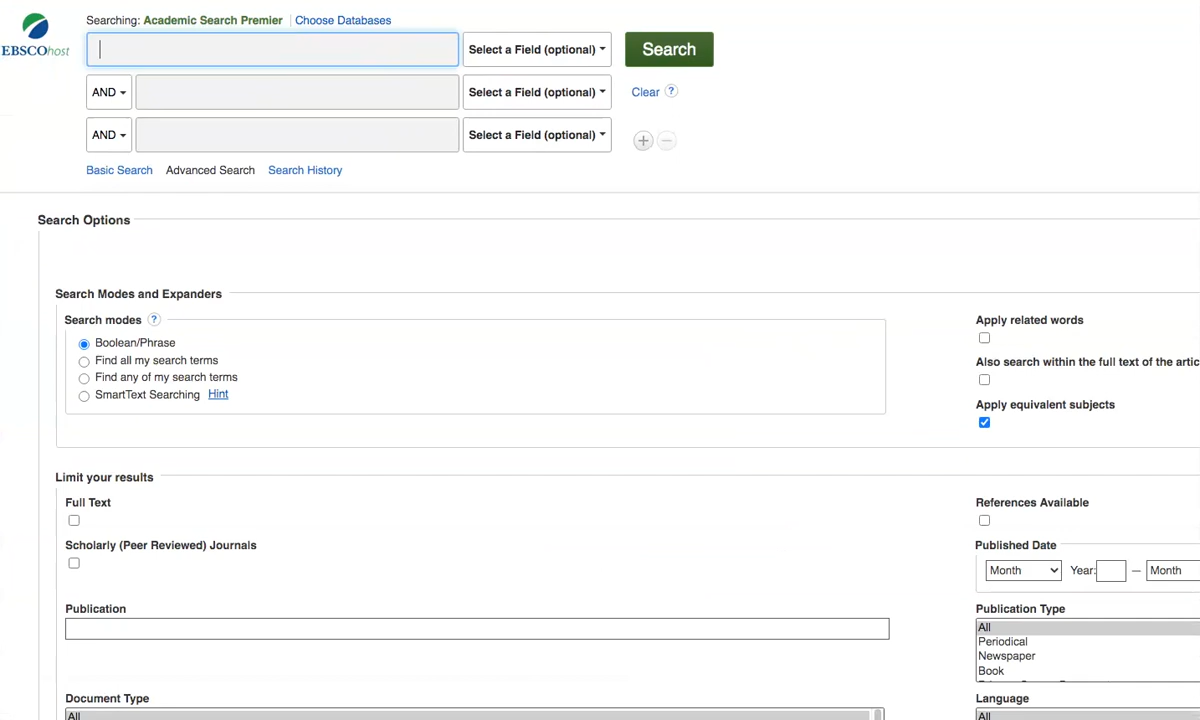 Searching: Academic Search Premier Choose Databases
EBSCOhost
Select a Field (optional)
Search
AND
Select a Field (optional)
Clear ?
AND
Select a Field (optional)
Basic Search Advanced Search Search History
Search Options
Search Modes and Expanders
Search modes ?
Boolean/Phrase
Find all my search terms
Find any of my search terms
SmartText Searching Hint
Apply related words
Also search within the full text of the artic
Apply equivalent subjects
Limit your results
Full Text
Scholarly (Peer Reviewed) Journals
References Available
Published Date
Month Year: — Month
Publication
Publication Type
All
Periodical
Newspaper
Book
Document Type
All
Language
All